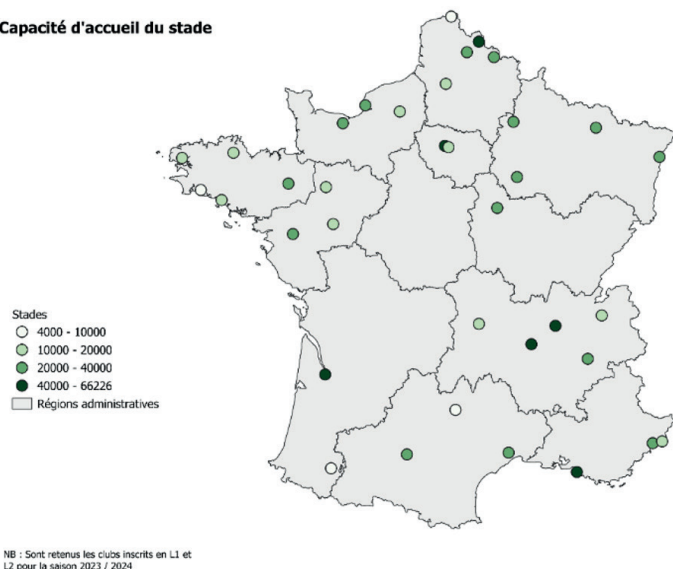 Capacité d'accueil du stade
Stades
4000 - 10000
10000 - 20000
20000 - 40000
40000 - 66226
Régions administratives
NB : Sont retenus les clubs inscrits en L1 et
L2 pour la saison 2023 / 2024